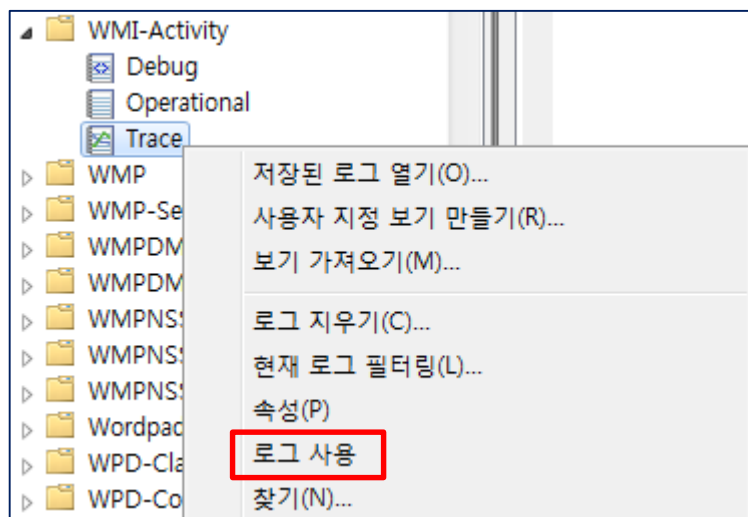 WMI-Activity
Debug
Operational
Trace
WMP
WMP-Se
WMPDM
WMPDM
WMPNSS
WMPNSS
WMPNSS
Wordpad
WPD-Cla
WPD-Co
저장된 로그 열기(O)...
사용자 지정 보기 만들기(R)...
보기 가져오기(M)...
로그 지우기(C)...
현재 로그 필터링(L)...
속성(P)
로그 사용
찾기(N)...